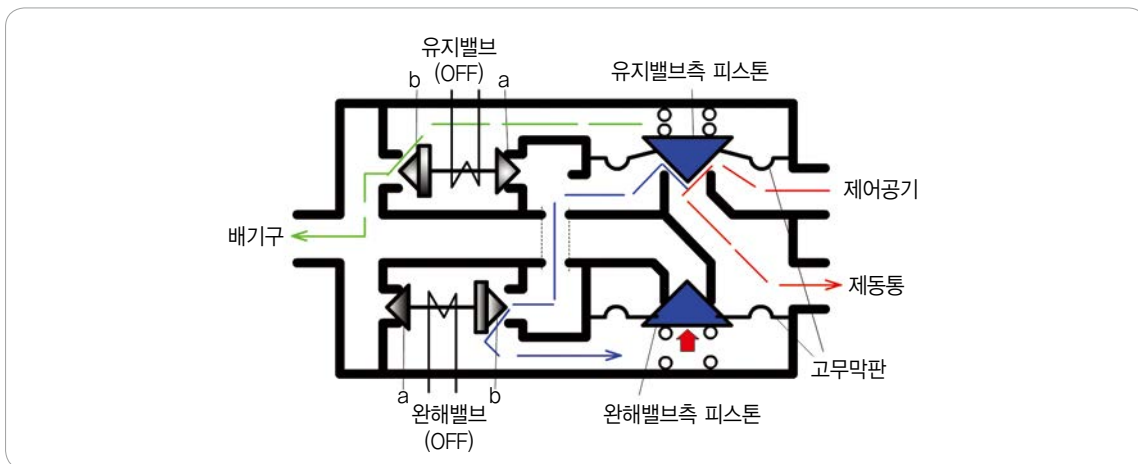 유지밸브
(OFF)
b
a
유지밸브측 피스톤
제어공기
배기구
제동통
고무막판
a
b
완해밸브
(OFF)
완해밸브측 피스톤